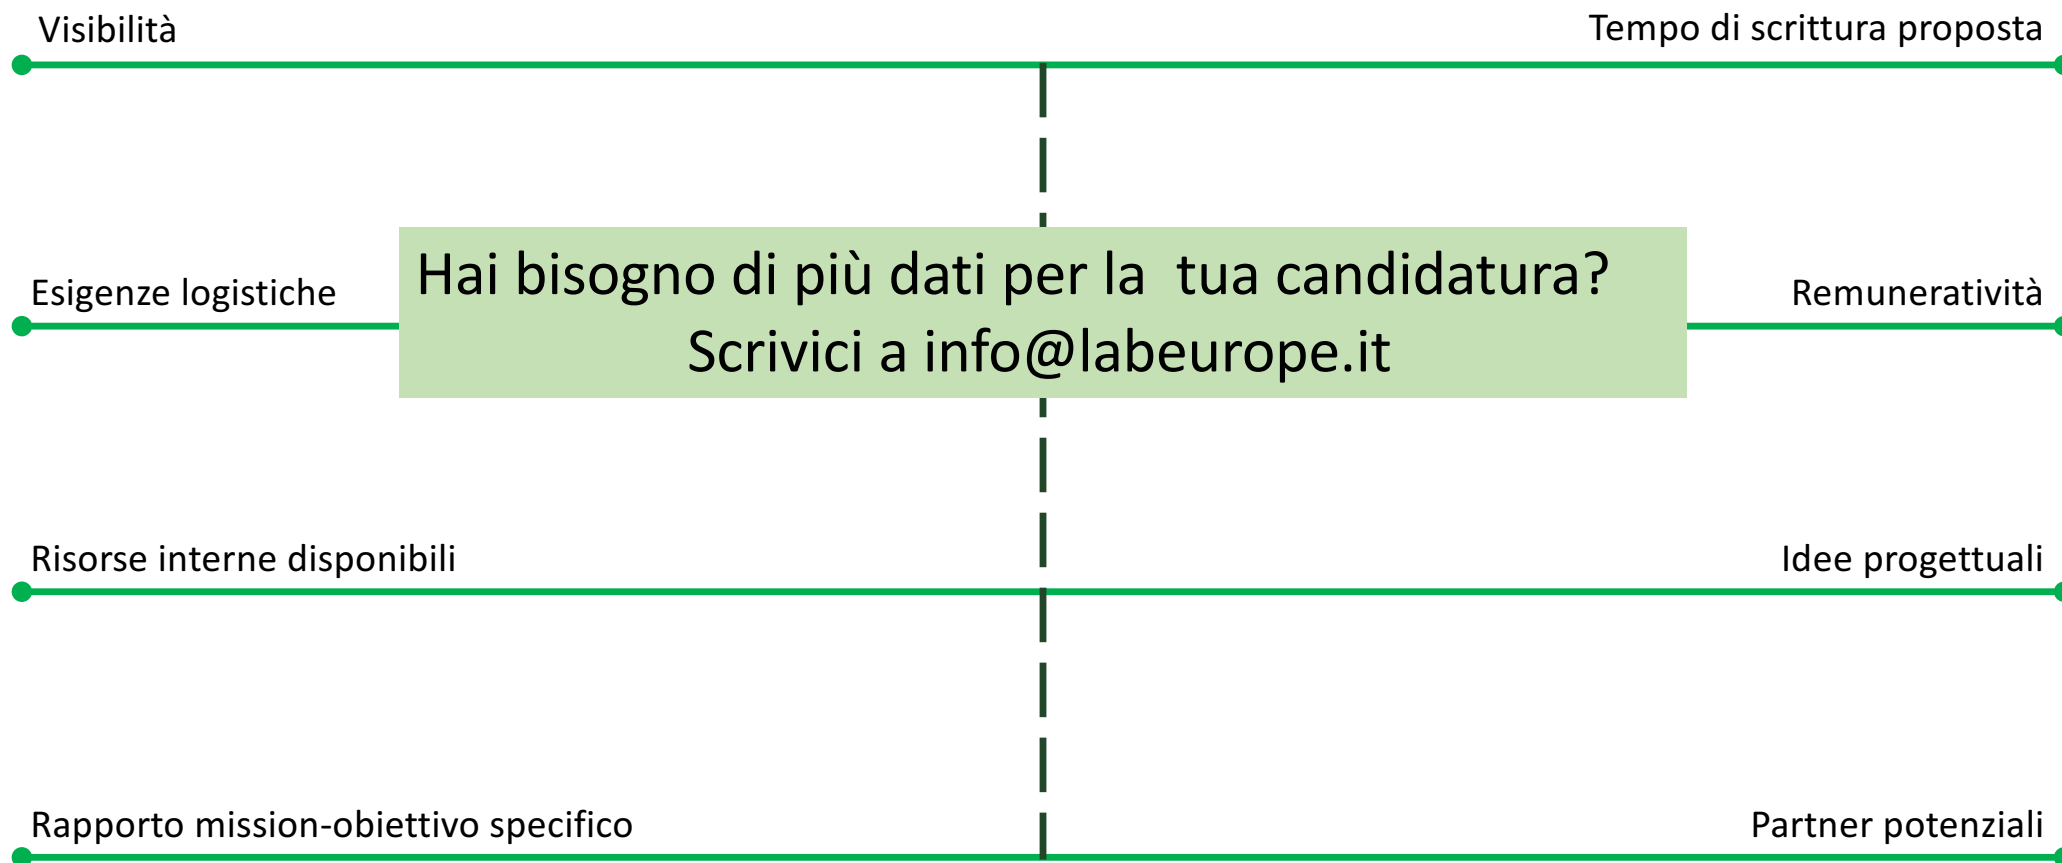 Visibilità
Tempo di scrittura proposta
Esigenze logistiche
Hai bisogno di più dati per la  tua candidatura?
Scrivici a info@labeurope.it
Remuneratività
Risorse interne disponibili
Idee progettuali
Rapporto mission-obiettivo specifico
Partner potenziali